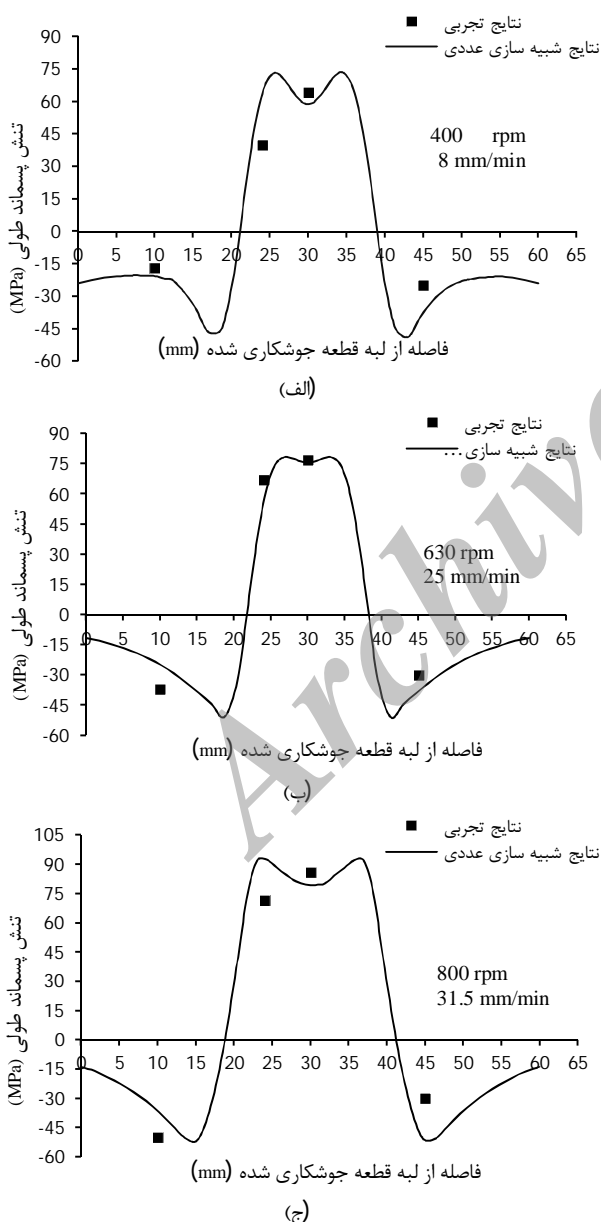 نتایج تجربی
نتایج شبیه سازی عددی
400 rpm
8 mm/min
تنش پسماند طولی (MPa)
90
75
60
45
30
15
0
-15
-30
-45
-60
0 5 10 15 20 25 30 35 40 45 50 55 60 65
فاصله از لبه قطعه جوشکاری شده (mm)
(الف)
نتایج تجربی
نتایج شبیه سازی...
630 rpm
25 mm/min
تنش پسماند طولی (MPa)
90
75
60
45
30
15
0
-15
-30
-45
-60
0 5 10 15 20 25 30 35 40 45 50 55 60 65
فاصله از لبه قطعه جوشکاری شده (mm)
(ب)
نتایج تجربی
نتایج شبیه سازی عددی
800 rpm
31.5 mm/min
تنش پسماند طولی (MPa)
105
90
75
60
45
30
15
0
-15
-30
-45
-60
0 5 10 15 20 25 30 35 40 45 50 55 60 65
فاصله از لبه قطعه جوشکاری شده (mm)
(ج)